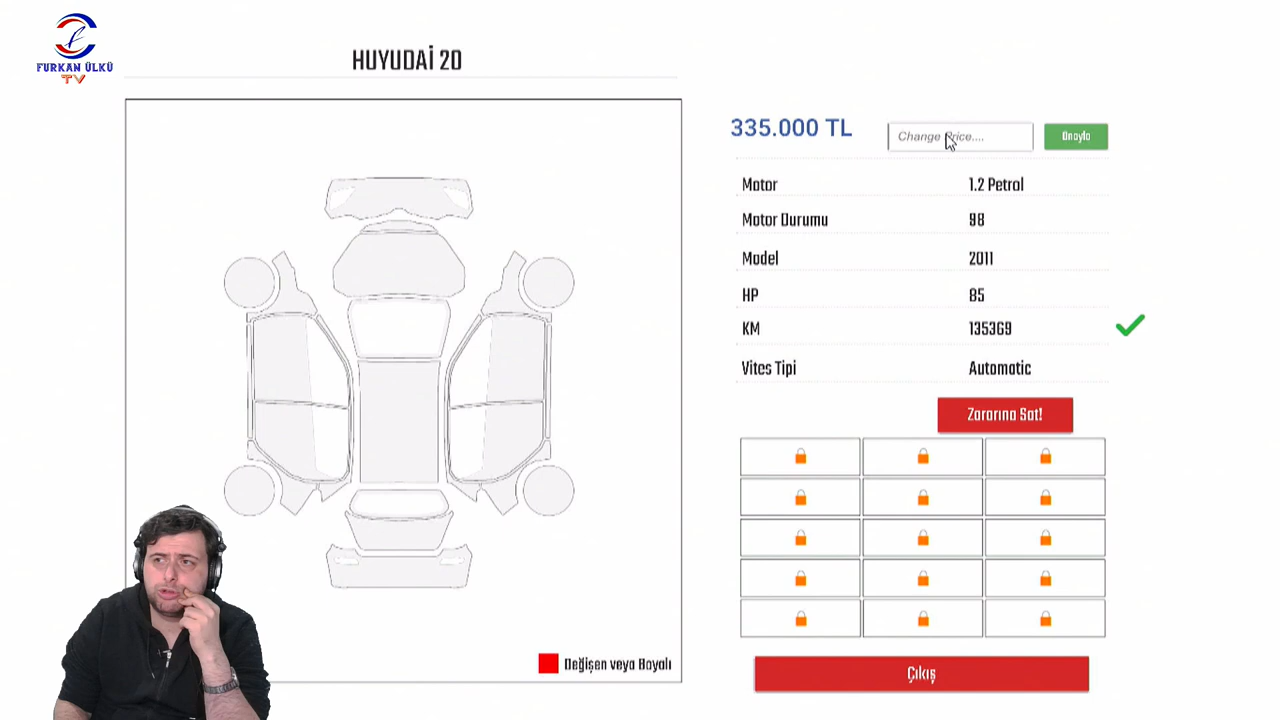 FURKAN ÜLKÜ
TV
HUYUDAİ 20
335.000 TL
Change Price....
Onayla
Motor 1.2 Petrol
Motor Durumu 98
Model 2011
HP 85
KM 135369
Vites Tipi Automatic
Zararına Sat!
Değişen veya Boyalı
Çıkış